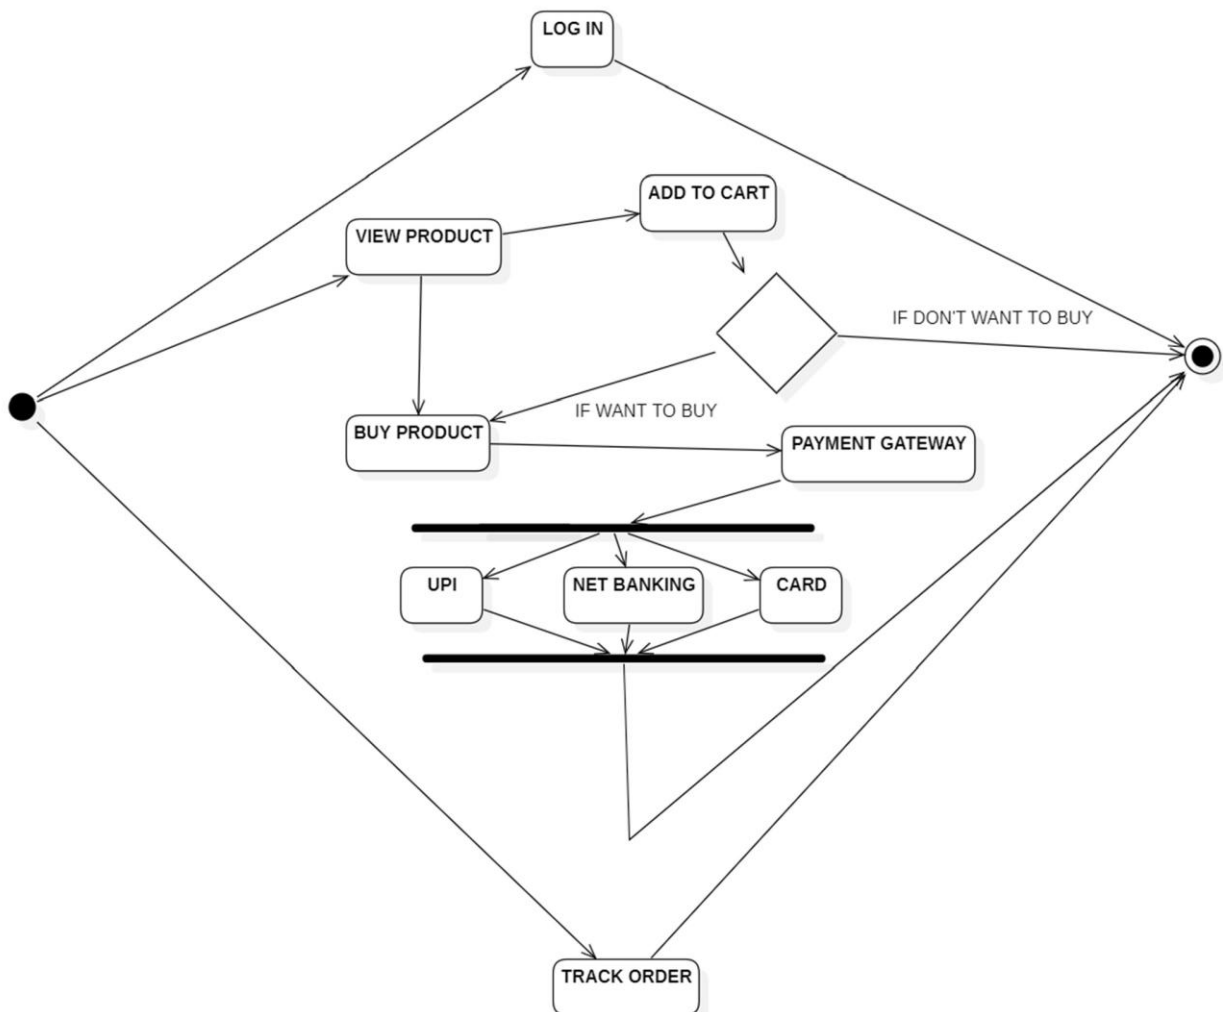 LOG IN
ADD TO CART
VIEW PRODUCT
IF DON'T WANT TO BUY
IF WANT TO BUY
BUY PRODUCT
PAYMENT GATEWAY
UPI
NET BANKING
CARD
TRACK ORDER